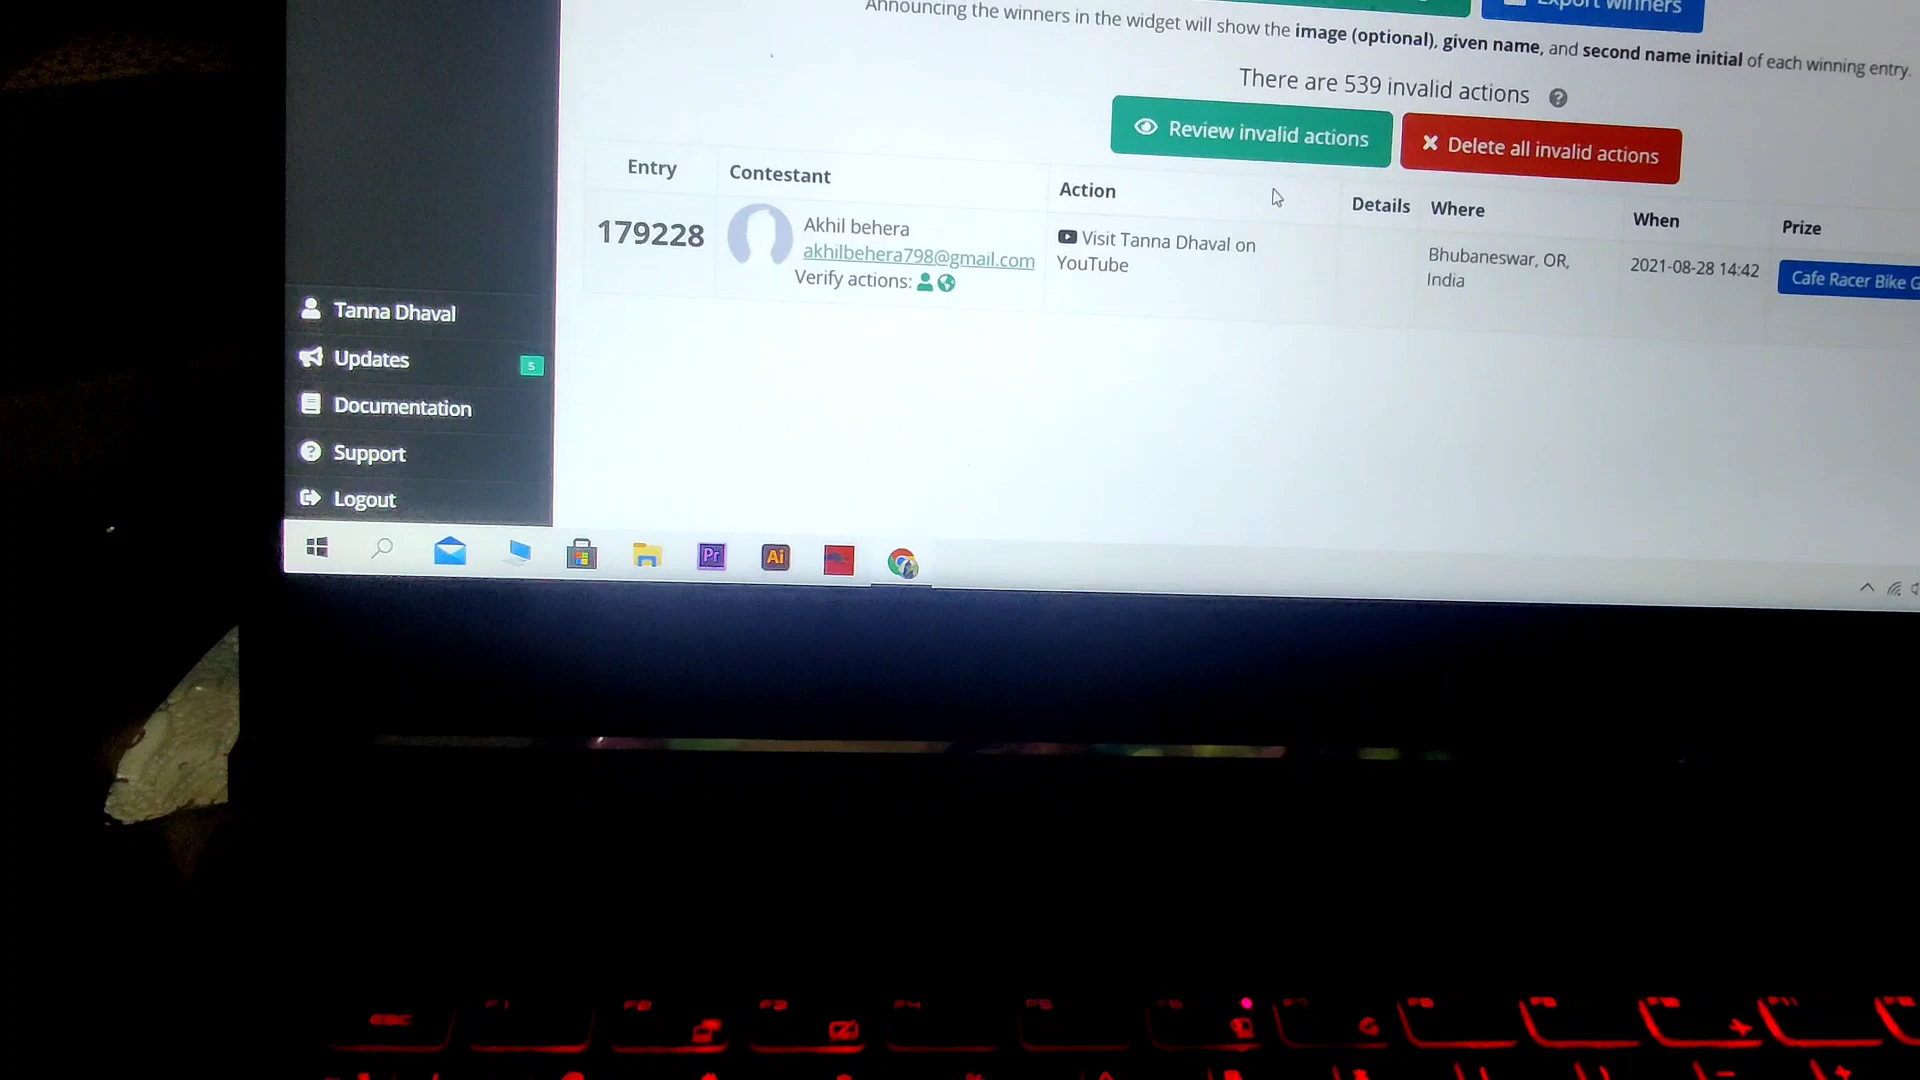 Export winners
Announcing the winners in the widget will show the image (optional), given name, and second name initial of each winning entry.
There are 539 invalid actions
Review invalid actions
Delete all invalid actions
Entry Contestant Action Details Where When Prize
179228
Akhil behera
akhilbehera798@gmail.com
Verify actions:
Visit Tanna Dhaval on
YouTube
Bhubaneswar, OR,
India
2021-08-28 14:42
Cafe Racer Bike G
Tanna Dhaval
Updates 5
Documentation
Support
Logout
Pr Ai
esc